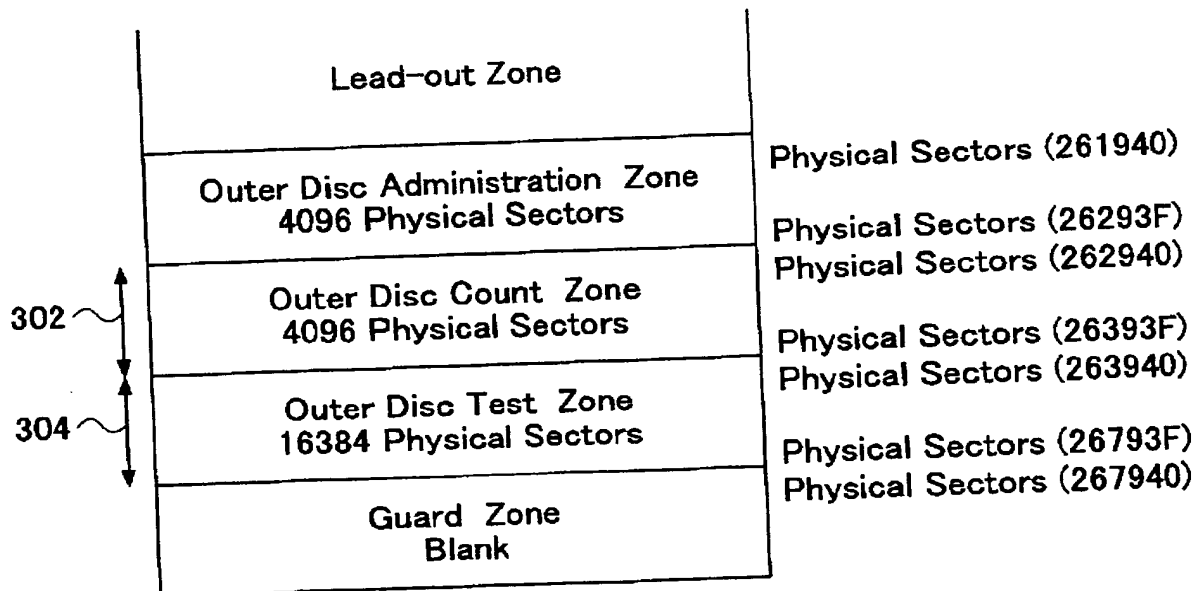 Lead-out Zone
Physical Sectors (261940)
Outer Disc Administration Zone
4096 Physical Sectors
Physical Sectors (26293F)
Physical Sectors (262940)
302
Outer Disc Count Zone
4096 Physical Sectors
Physical Sectors (26393F)
Physical Sectors (263940)
304
Outer Disc Test Zone
16384 Physical Sectors
Physical Sectors (26793F)
Physical Sectors (267940)
Guard Zone
Blank